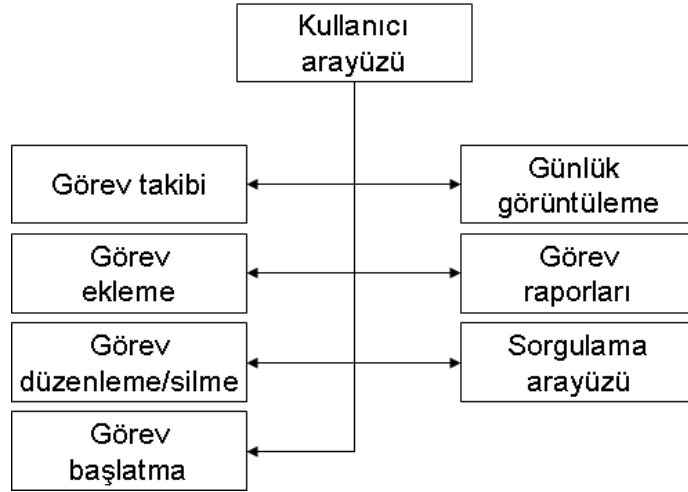 Kullanıcı
arayüzü
Görev takibi
Günlük
görüntüleme
Görev
ekleme
Görev
raporları
Görev
düzenleme/silme
Sorgulama
arayüzü
Görev
başlatma